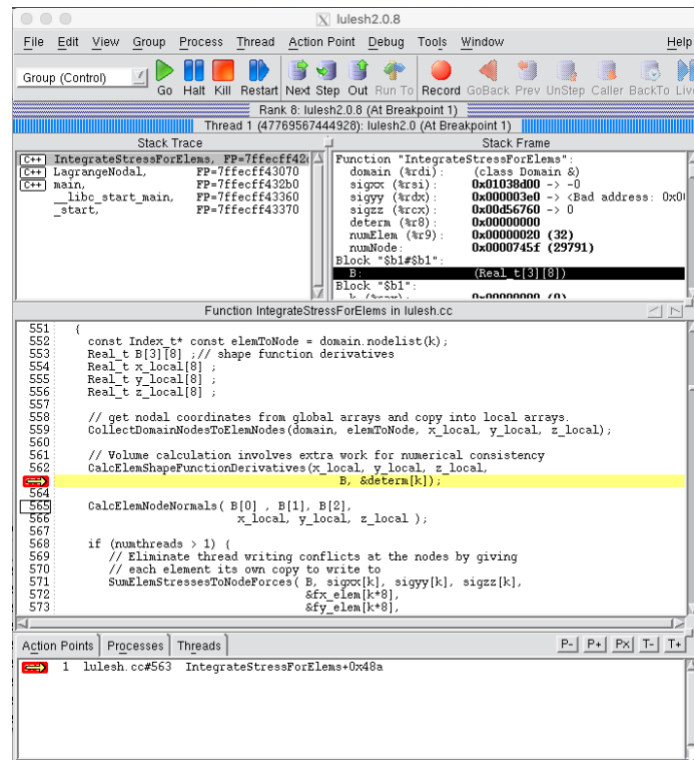 lulesh2.0.8
File Edit View Group Process Thread Action Point Debug Tools Window Help
Group (Control)
Go Halt Kill Restart Next Step Out Run To Record GoBack Prev UnStep Caller BackTo Live
Rank 8: lulesh2.0.8 (At Breakpoint 1)
Thread 1 (47769567444928): lulesh2.0 (At Breakpoint 1)
Stack Trace
C++ IntegrateStressForElems, FP=7ffecff42
C++ LagrangeNodal, FP=7ffecff43070
C++ main, FP=7ffecff432b0
__libc_start_main, FP=7ffecff43360
_start, FP=7ffecff43370
Stack Frame
Function "IntegrateStressForElems":
domain (%rdi): (class Domain &)
sigxx (%rsi): 0x01038d00 -> -0
sigyy (%rdx): 0x000003e0 -> <Bad address: 0x0
sigzz (%rcx): 0x00d56760 -> 0
determ (%r8): 0x00000000
numElem (%r9): 0x00000020 (32)
numNode: 0x0000745f (29791)
Block "$b1#$b1":
B: (Real_t[3][8])
Block "$b1":
k (%rax): 0x00000000 (0)
Function IntegrateStressForElems in lulesh.cc
551 {
552 const Index_t* const elemToNode = domain.nodelist(k);
553 Real_t B[3][8] ;// shape function derivatives
554 Real_t x_local[8] ;
555 Real_t y_local[8] ;
556 Real_t z_local[8] ;
557
558 // get nodal coordinates from global arrays and copy into local arrays.
559 CollectDomainNodesToElemNodes(domain, elemToNode, x_local, y_local, z_local);
560
561 // Volume calculation involves extra work for numerical consistency
562 CalcElemShapeFunctionDerivatives(x_local, y_local, z_local,
B, &determ[k]);
564
565 CalcElemNodeNormals( B[0] , B[1], B[2],
566 x_local, y_local, z_local );
567
568 if (numthreads > 1) {
569 // Eliminate thread writing conflicts at the nodes by giving
570 // each element its own copy to write to
571 SumElemStressesToNodeForces( B, sigxx[k], sigyy[k], sigzz[k],
572 &fx_elem[k*8],
573 &fy_elem[k*8],
Action Points Processes Threads P- P+ PX T- T+
1 lulesh.cc#563 IntegrateStressForElems+0x48a